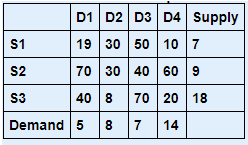 D1 D2 D3 D4 Supply
S1 19 30 50 10 7
S2 70 30 40 60 9
S3 40 8 70 20 18
Demand 5 8 7 14